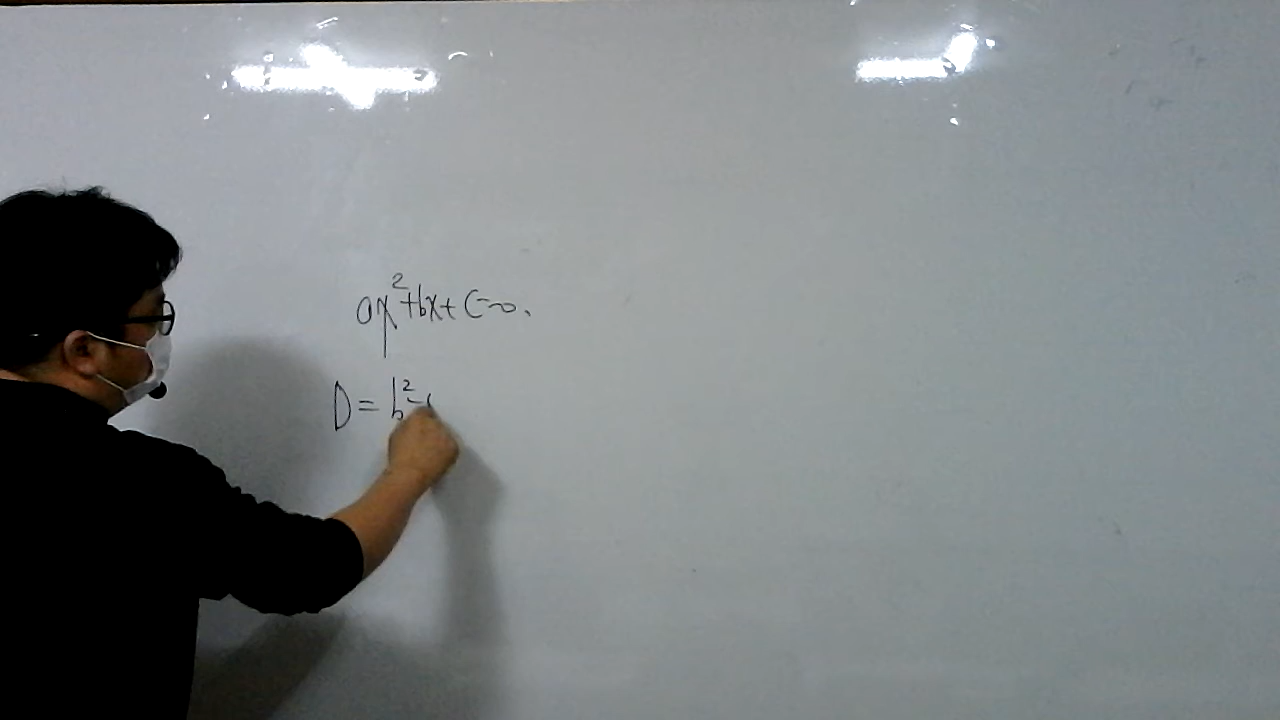 ax²+bx+c=0.
D = b²-